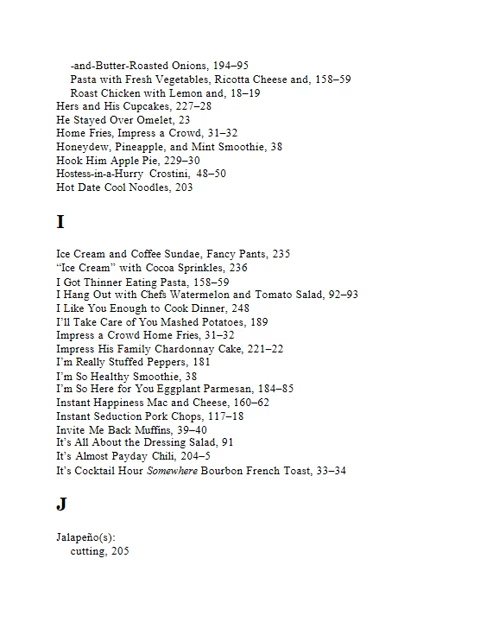 -and-Butter-Roasted Onions, 194–95
Pasta with Fresh Vegetables, Ricotta Cheese and, 158–59
Roast Chicken with Lemon and, 18–19
Hers and His Cupcakes, 227–28
He Stayed Over Omelet, 23
Home Fries, Impress a Crowd, 31–32
Honeydew, Pineapple, and Mint Smoothie, 38
Hook Him Apple Pie, 229–30
Hostess-in-a-Hurry Crostini, 48–50
Hot Date Cool Noodles, 203
I
Ice Cream and Coffee Sundae, Fancy Pants, 235
“Ice Cream” with Cocoa Sprinkles, 236
I Got Thinner Eating Pasta, 158–59
I Hang Out with Chefs Watermelon and Tomato Salad, 92–93
I Like You Enough to Cook Dinner, 248
I’ll Take Care of You Mashed Potatoes, 189
Impress a Crowd Home Fries, 31–32
Impress His Family Chardonnay Cake, 221–22
I’m Really Stuffed Peppers, 181
I’m So Healthy Smoothie, 38
I’m So Here for You Eggplant Parmesan, 184–85
Instant Happiness Mac and Cheese, 160–62
Instant Seduction Pork Chops, 117–18
Invite Me Back Muffins, 39–40
It’s All About the Dressing Salad, 91
It’s Almost Payday Chili, 204–5
It’s Cocktail Hour Somewhere Bourbon French Toast, 33–34
J
Jalapeño(s):
cutting, 205